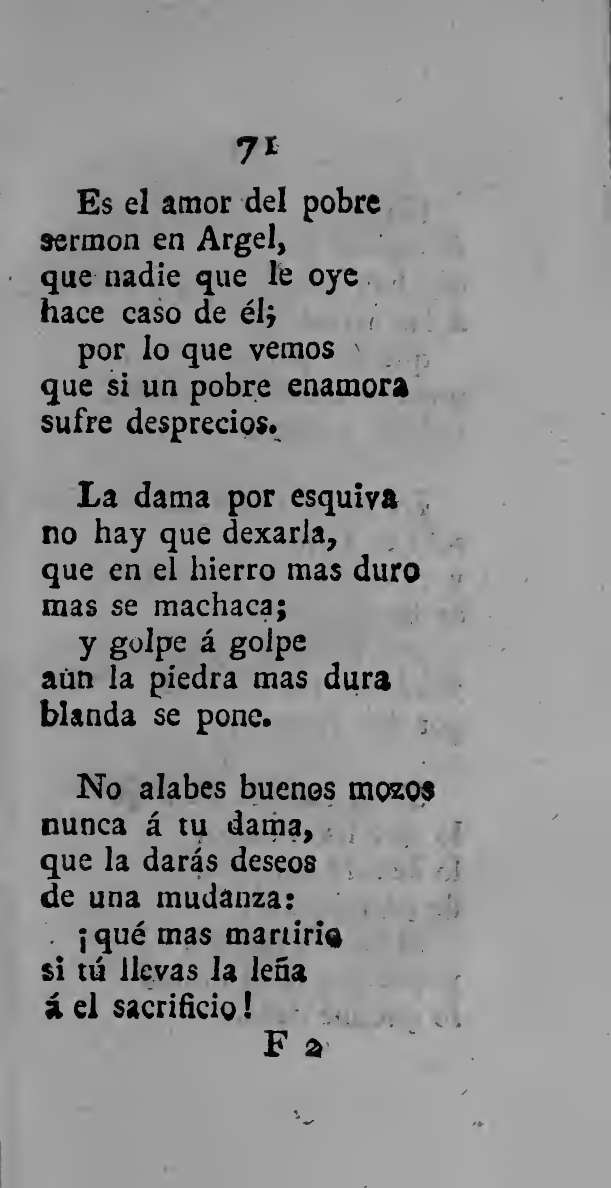 71
Es el amor del pobre
sermon en Argel,
que nadie que le oye
hace caso de él;
por lo que vemos
que si un pobre enamora
sufre desprecios.
La dama por esquiva
no hay que dexarla,
que en el hierro mas duro
mas se machaca;
y golpe á golpe
aun la piedra mas dura
blanda se pone.
No alabes buenos mozos
nunca á tu dama,
que la darás deseos
de una mudanza:
¡qué mas martirio
si tú llevas la leña
á el sacrificio!
F 2